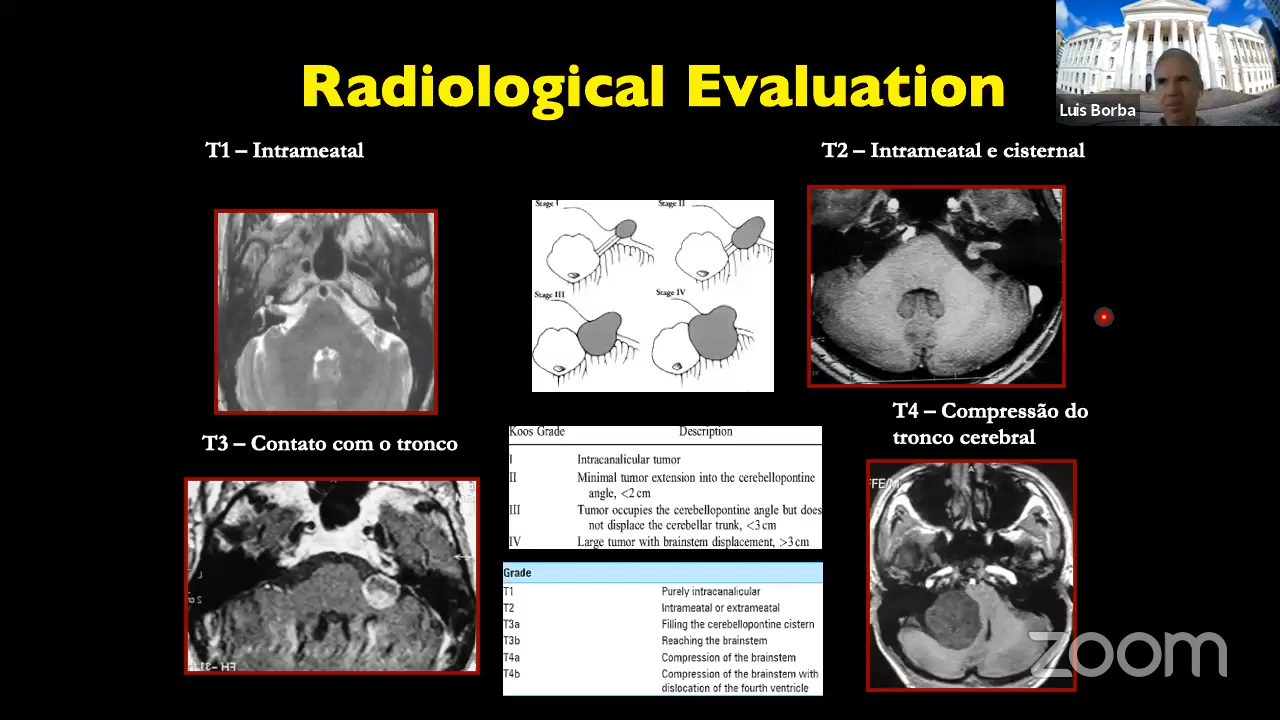 Radiological Evaluation
Luis Borba
T1 – Intrameatal
T2 – Intrameatal e cisternal
Stage I
Stage II
Stage III
Stage IV
T3 – Contato com o tronco
T4 – Compressão do
tronco cerebral
Koos Grade Description
I Intracanalicular tumor
II Minimal tumor extension into the cerebellopontine
angle, <2 cm
III Tumor occupies the cerebellopontine angle but does
not displace the cerebellar trunk, <3 cm
IV Large tumor with brainstem displacement, >3 cm
Grade
T1 Purely intracanalicular
T2 Intrameatal or extrameatal
T3a Filling the cerebellopontine cistern
T3b Reaching the brainstem
T4a Compression of the brainstem
T4b Compression of the brainstem with
dislocation of the fourth ventricle
FFE/M
A
zoom